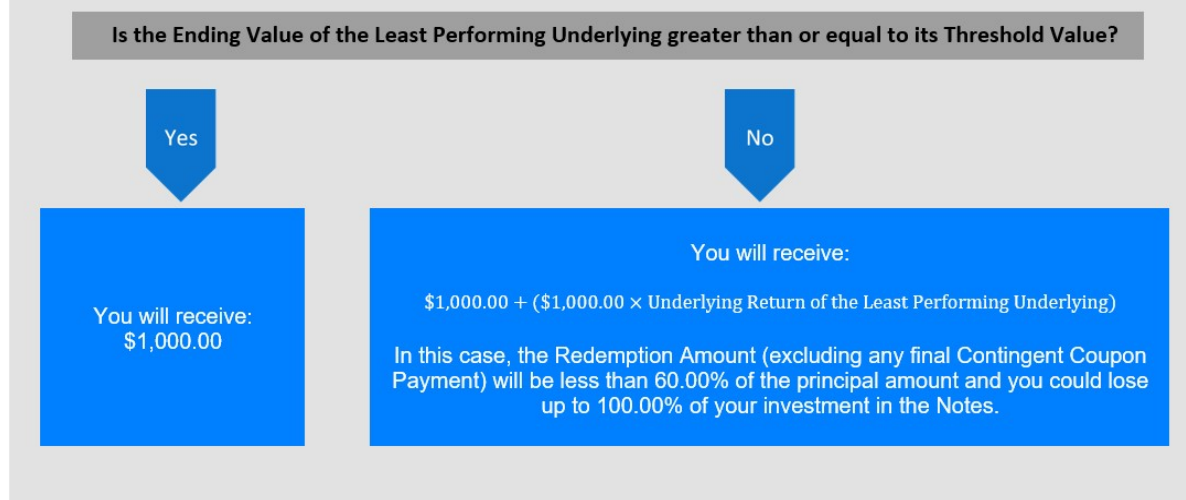 Is the Ending Value of the Least Performing Underlying greater than or equal to its Threshold Value?
Yes
No
You will receive:
$1,000.00
You will receive:
$1,000.00 + ($1,000.00 × Underlying Return of the Least Performing Underlying)
In this case, the Redemption Amount (excluding any final Contingent Coupon
Payment) will be less than 60.00% of the principal amount and you could lose
up to 100.00% of your investment in the Notes.